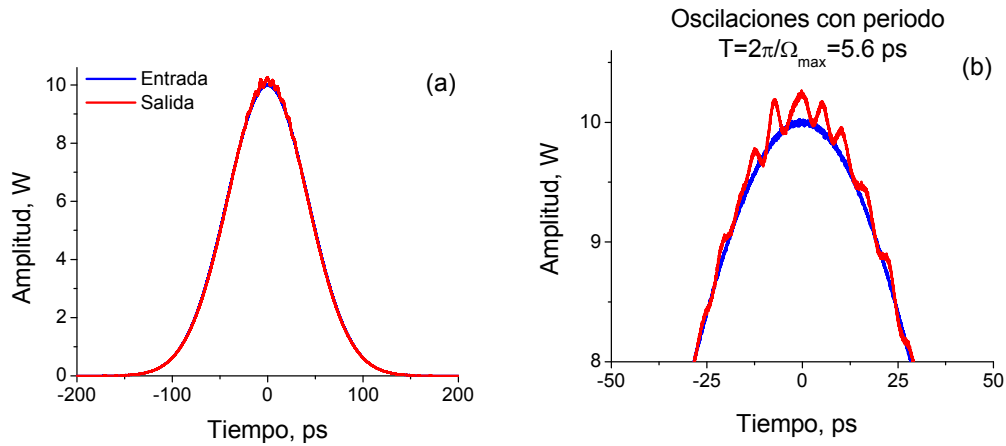 Entrada
Salida
(a)
10
8
6
4
2
0
-200
-100
0
100
200
Amplitud, W
Tiempo, ps
Oscilaciones con periodo
T=2π/Ω_max=5.6 ps
(b)
10
9
8
-50
-25
0
25
50
Amplitud, W
Tiempo, ps